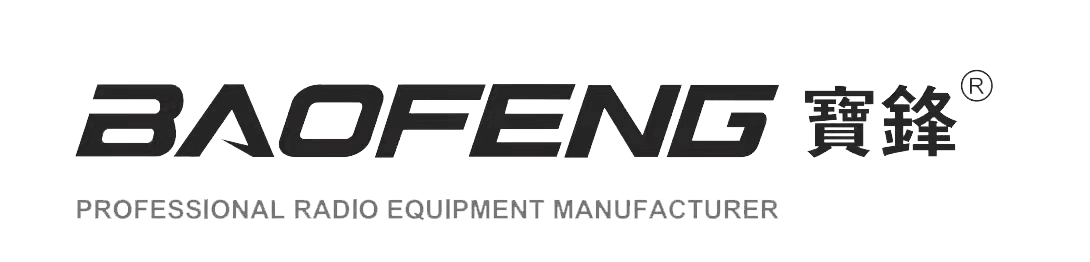 BAOFENG 寶鋒®
PROFESSIONAL RADIO EQUIPMENT MANUFACTURER